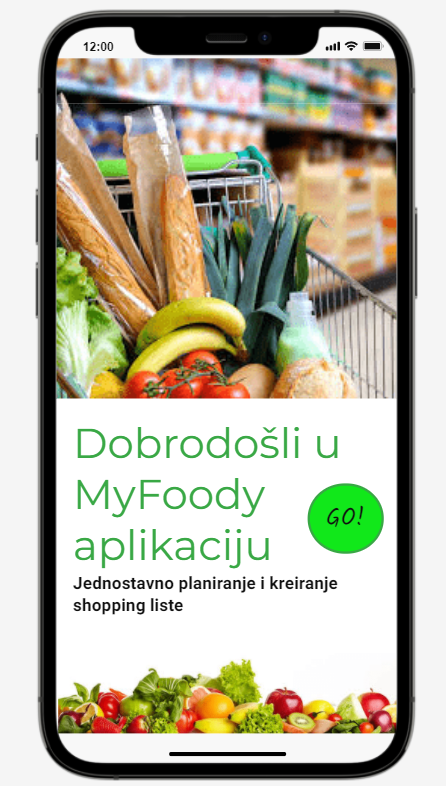 12:00
Dobrodošli u
MyFoody
GO!
aplikaciju
Jednostavno planiranje i kreiranje
shopping liste